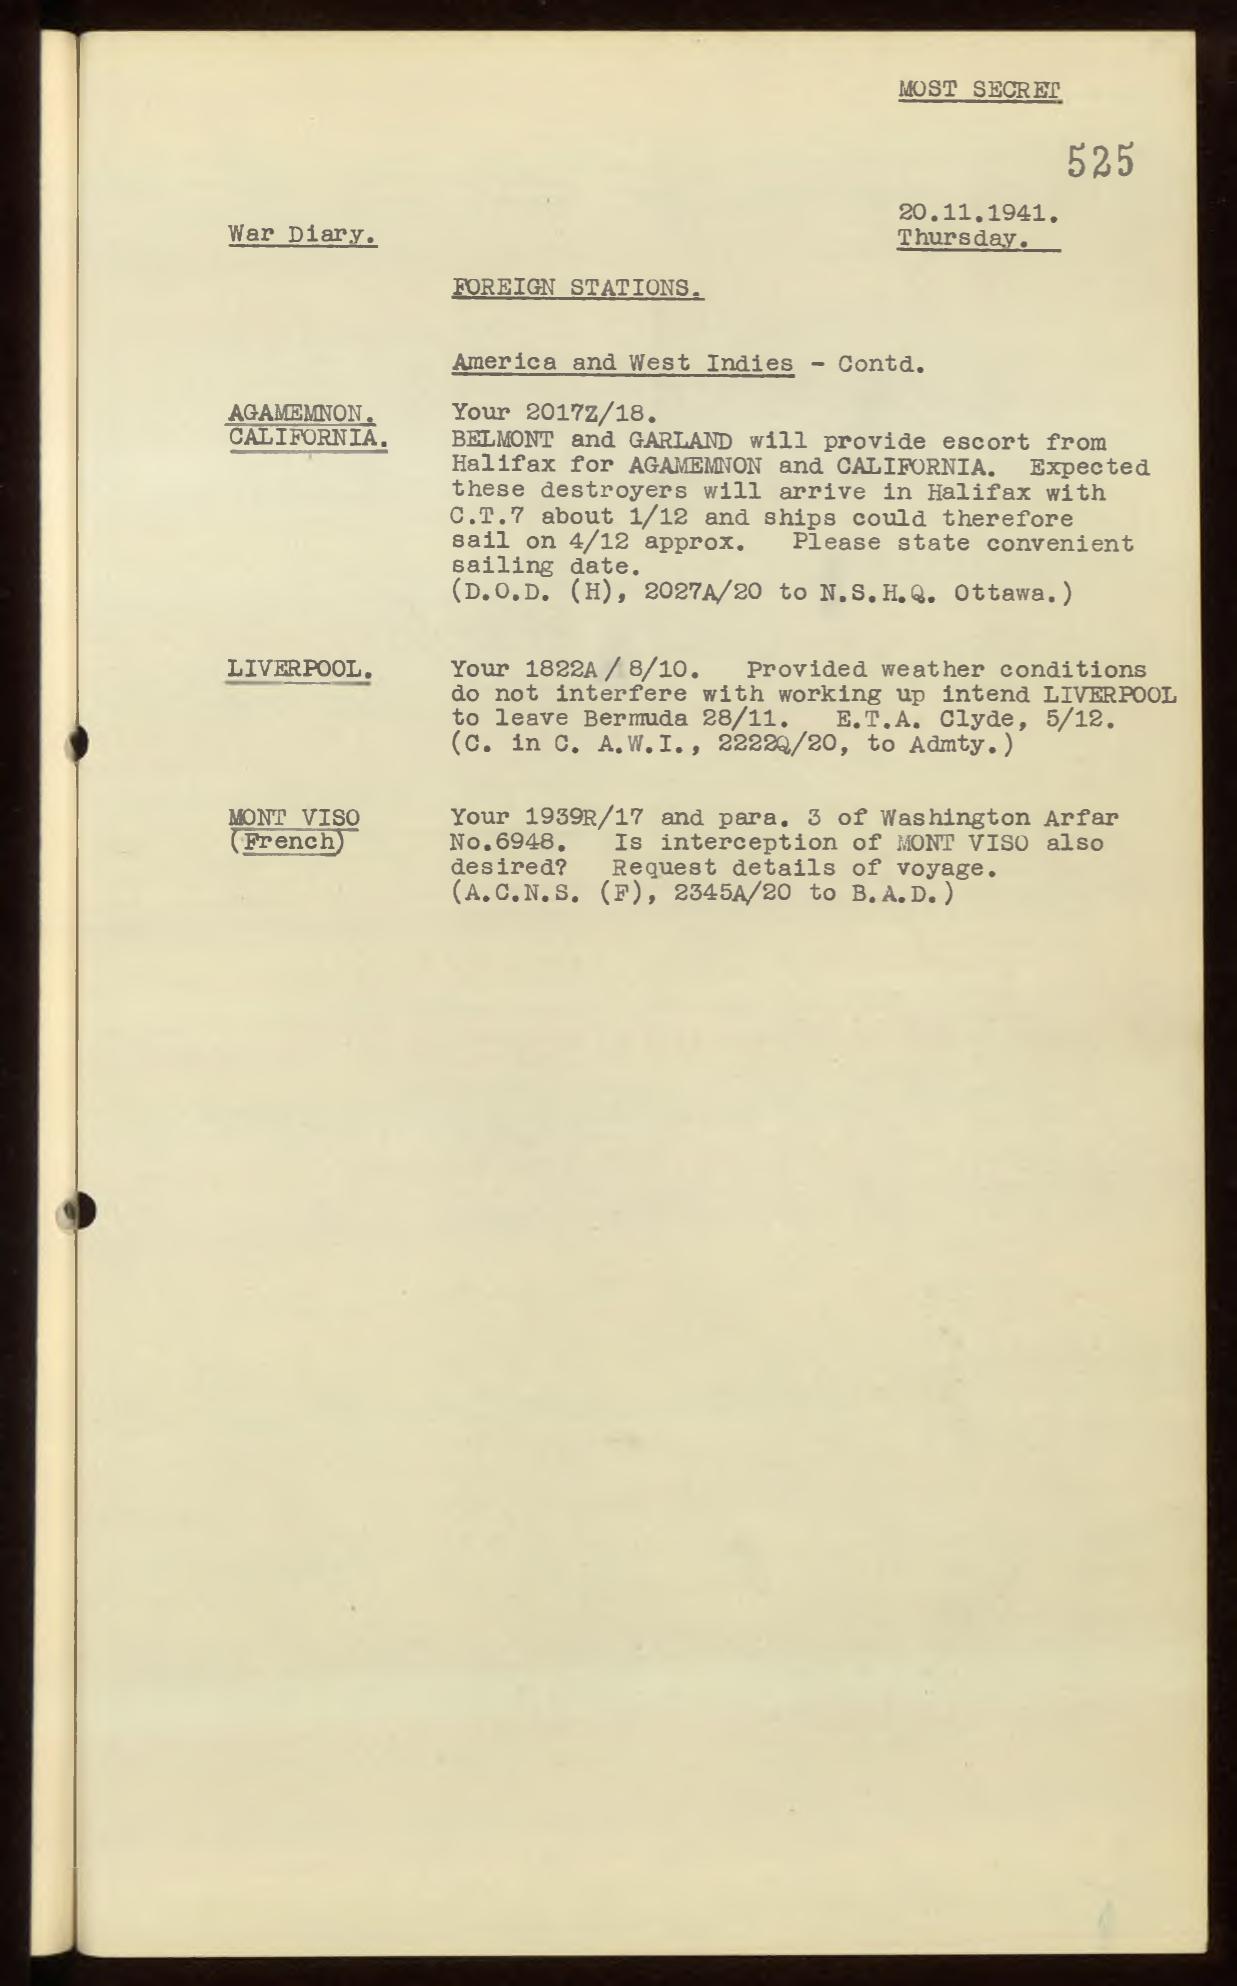 MOST SECRET
525
20.11.1941.
War Diary.
Thursday.
FOREIGN STATIONS.
America and West Indies - Contd.
AGAMEMNON.
CALIFORNIA.
Your 2017Z/18.
BELMONT and GARLAND will provide escort from
Halifax for AGAMEMNON and CALIFORNIA. Expected
these destroyers will arrive in Halifax with
C.T.7 about 1/12 and ships could therefore
sail on 4/12 approx. Please state convenient
sailing date.
(D.O.D. (H), 2027A/20 to N.S.H.Q. Ottawa.)
LIVERPOOL.
Your 1822A/8/10. Provided weather conditions
do not interfere with working up intend LIVERPOOL
to leave Bermuda 28/11. E.T.A. Clyde, 5/12.
(C. in C. A.W.I., 2222Q/20, to Admty.)
MONT VISO
(French)
Your 1939R/17 and para. 3 of Washington Arfar
No.6948. Is interception of MONT VISO also
desired? Request details of voyage.
(A.C.N.S. (F), 2345A/20 to B.A.D.)